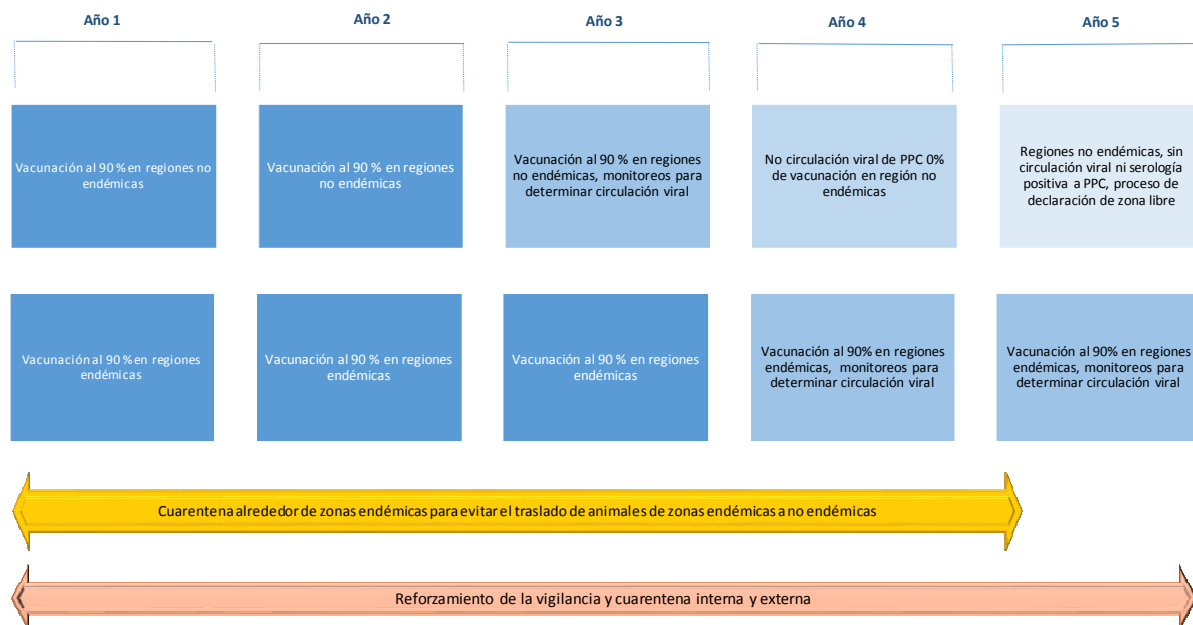 Año 1
Año 2
Año 3
Año 4
Año 5
Vacunación al 90 % en regiones no
endémicas
Vacunación al 90 % en regiones
no endémicas
Vacunación al 90 % en regiones
no endémicas, monitoreos para
determinar circulación viral
No circulación viral de PPC 0%
de vacunación en región no
endémicas
Regiones no endémicas, sin
circulación viral ni serología
positiva a PPC, proceso de
declaración de zona libre
Vacunación al 90 % en regiones
endémicas
Vacunación al 90 % en regiones
endémicas
Vacunación al 90 % en regiones
endémicas
Vacunación al 90% en regiones
endémicas, monitoreos para
determinar circulación viral
Vacunación al 90% en regiones
endémicas, monitoreos para
determinar circulación viral
Cuarentena alrededor de zonas endémicas para evitar el traslado de animales de zonas endémicas a no endémicas
Reforzamiento de la vigilancia y cuarentena interna y externa